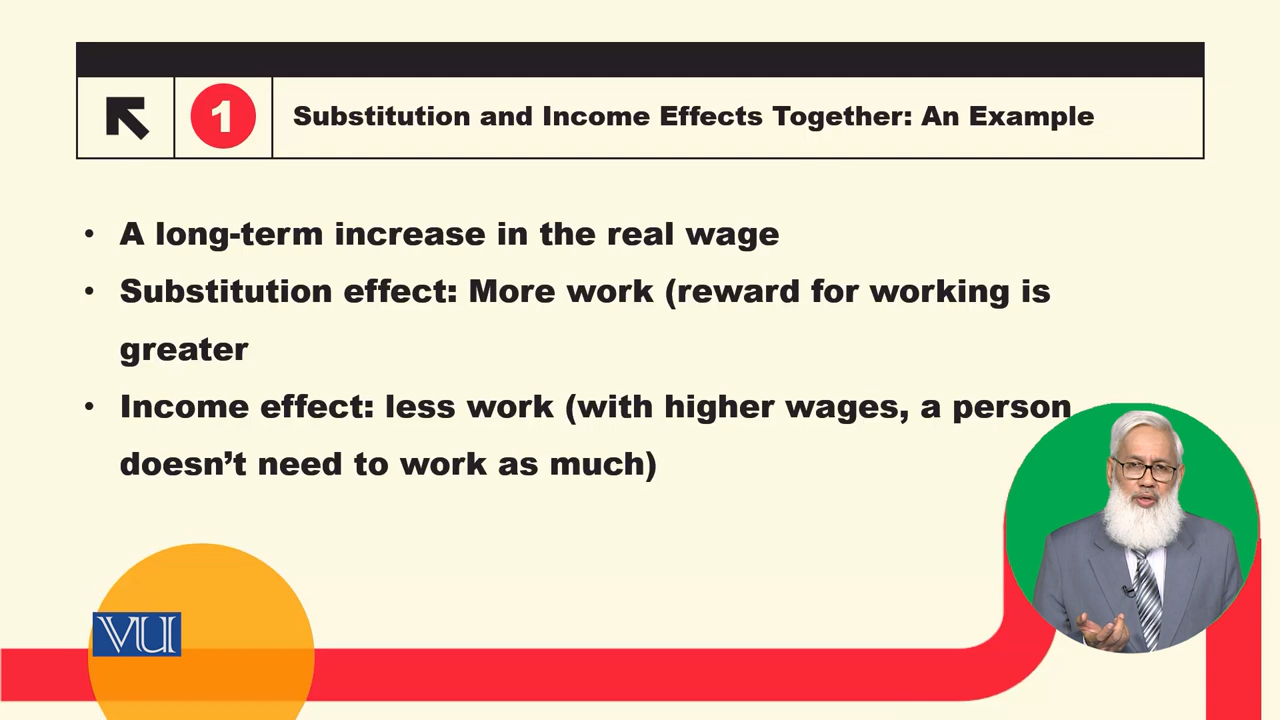 1
Substitution and Income Effects Together: An Example
• A long-term increase in the real wage
• Substitution effect: More work (reward for working is
greater
• Income effect: less work (with higher wages, a person
doesn’t need to work as much)
VU